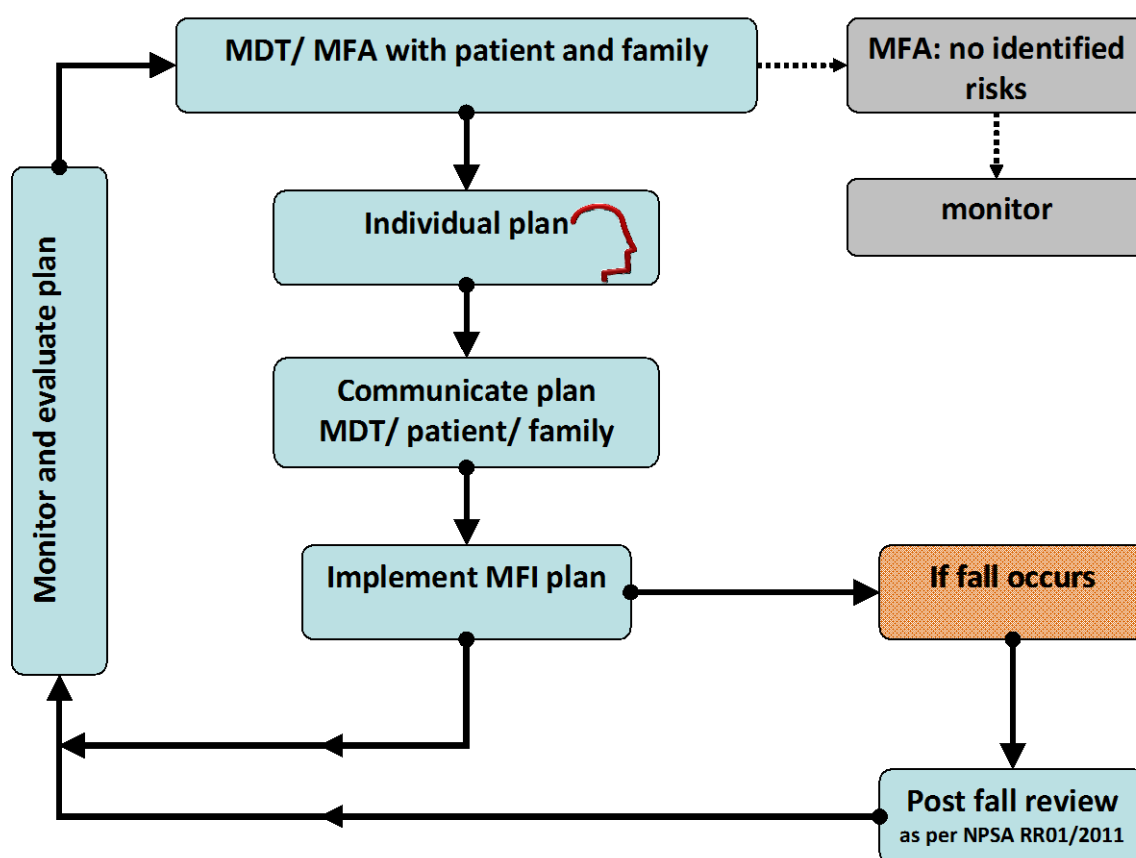 MDT/ MFA with patient and family
MFA: no identified
risks
monitor
Individual plan
Monitor and evaluate plan
Communicate plan
MDT/ patient/ family
Implement MFI plan
If fall occurs
Post fall review
as per NPSA RR01/2011